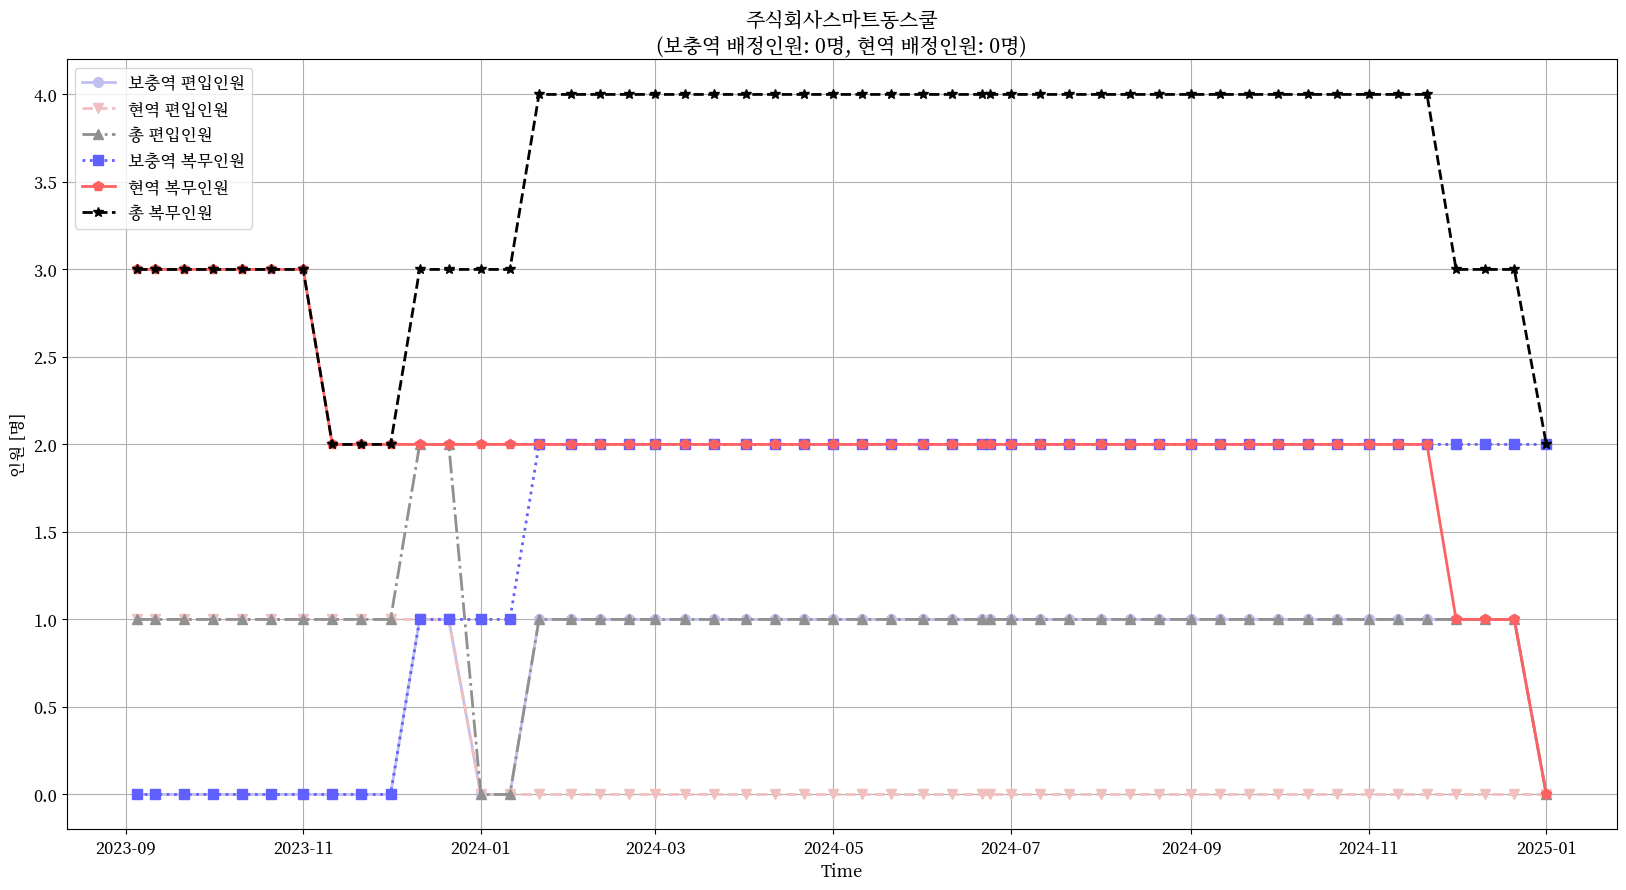 주식회사스마트동스쿨
(보충역 배정인원: 0명, 현역 배정인원: 0명)
보충역 편입인원
현역 편입인원
총 편입인원
보충역 복무인원
현역 복무인원
총 복무인원
인원 [명]
4.0
3.5
3.0
2.5
2.0
1.5
1.0
0.5
0.0
2023-09
2023-11
2024-01
2024-03
2024-05
2024-07
2024-09
2024-11
2025-01
Time